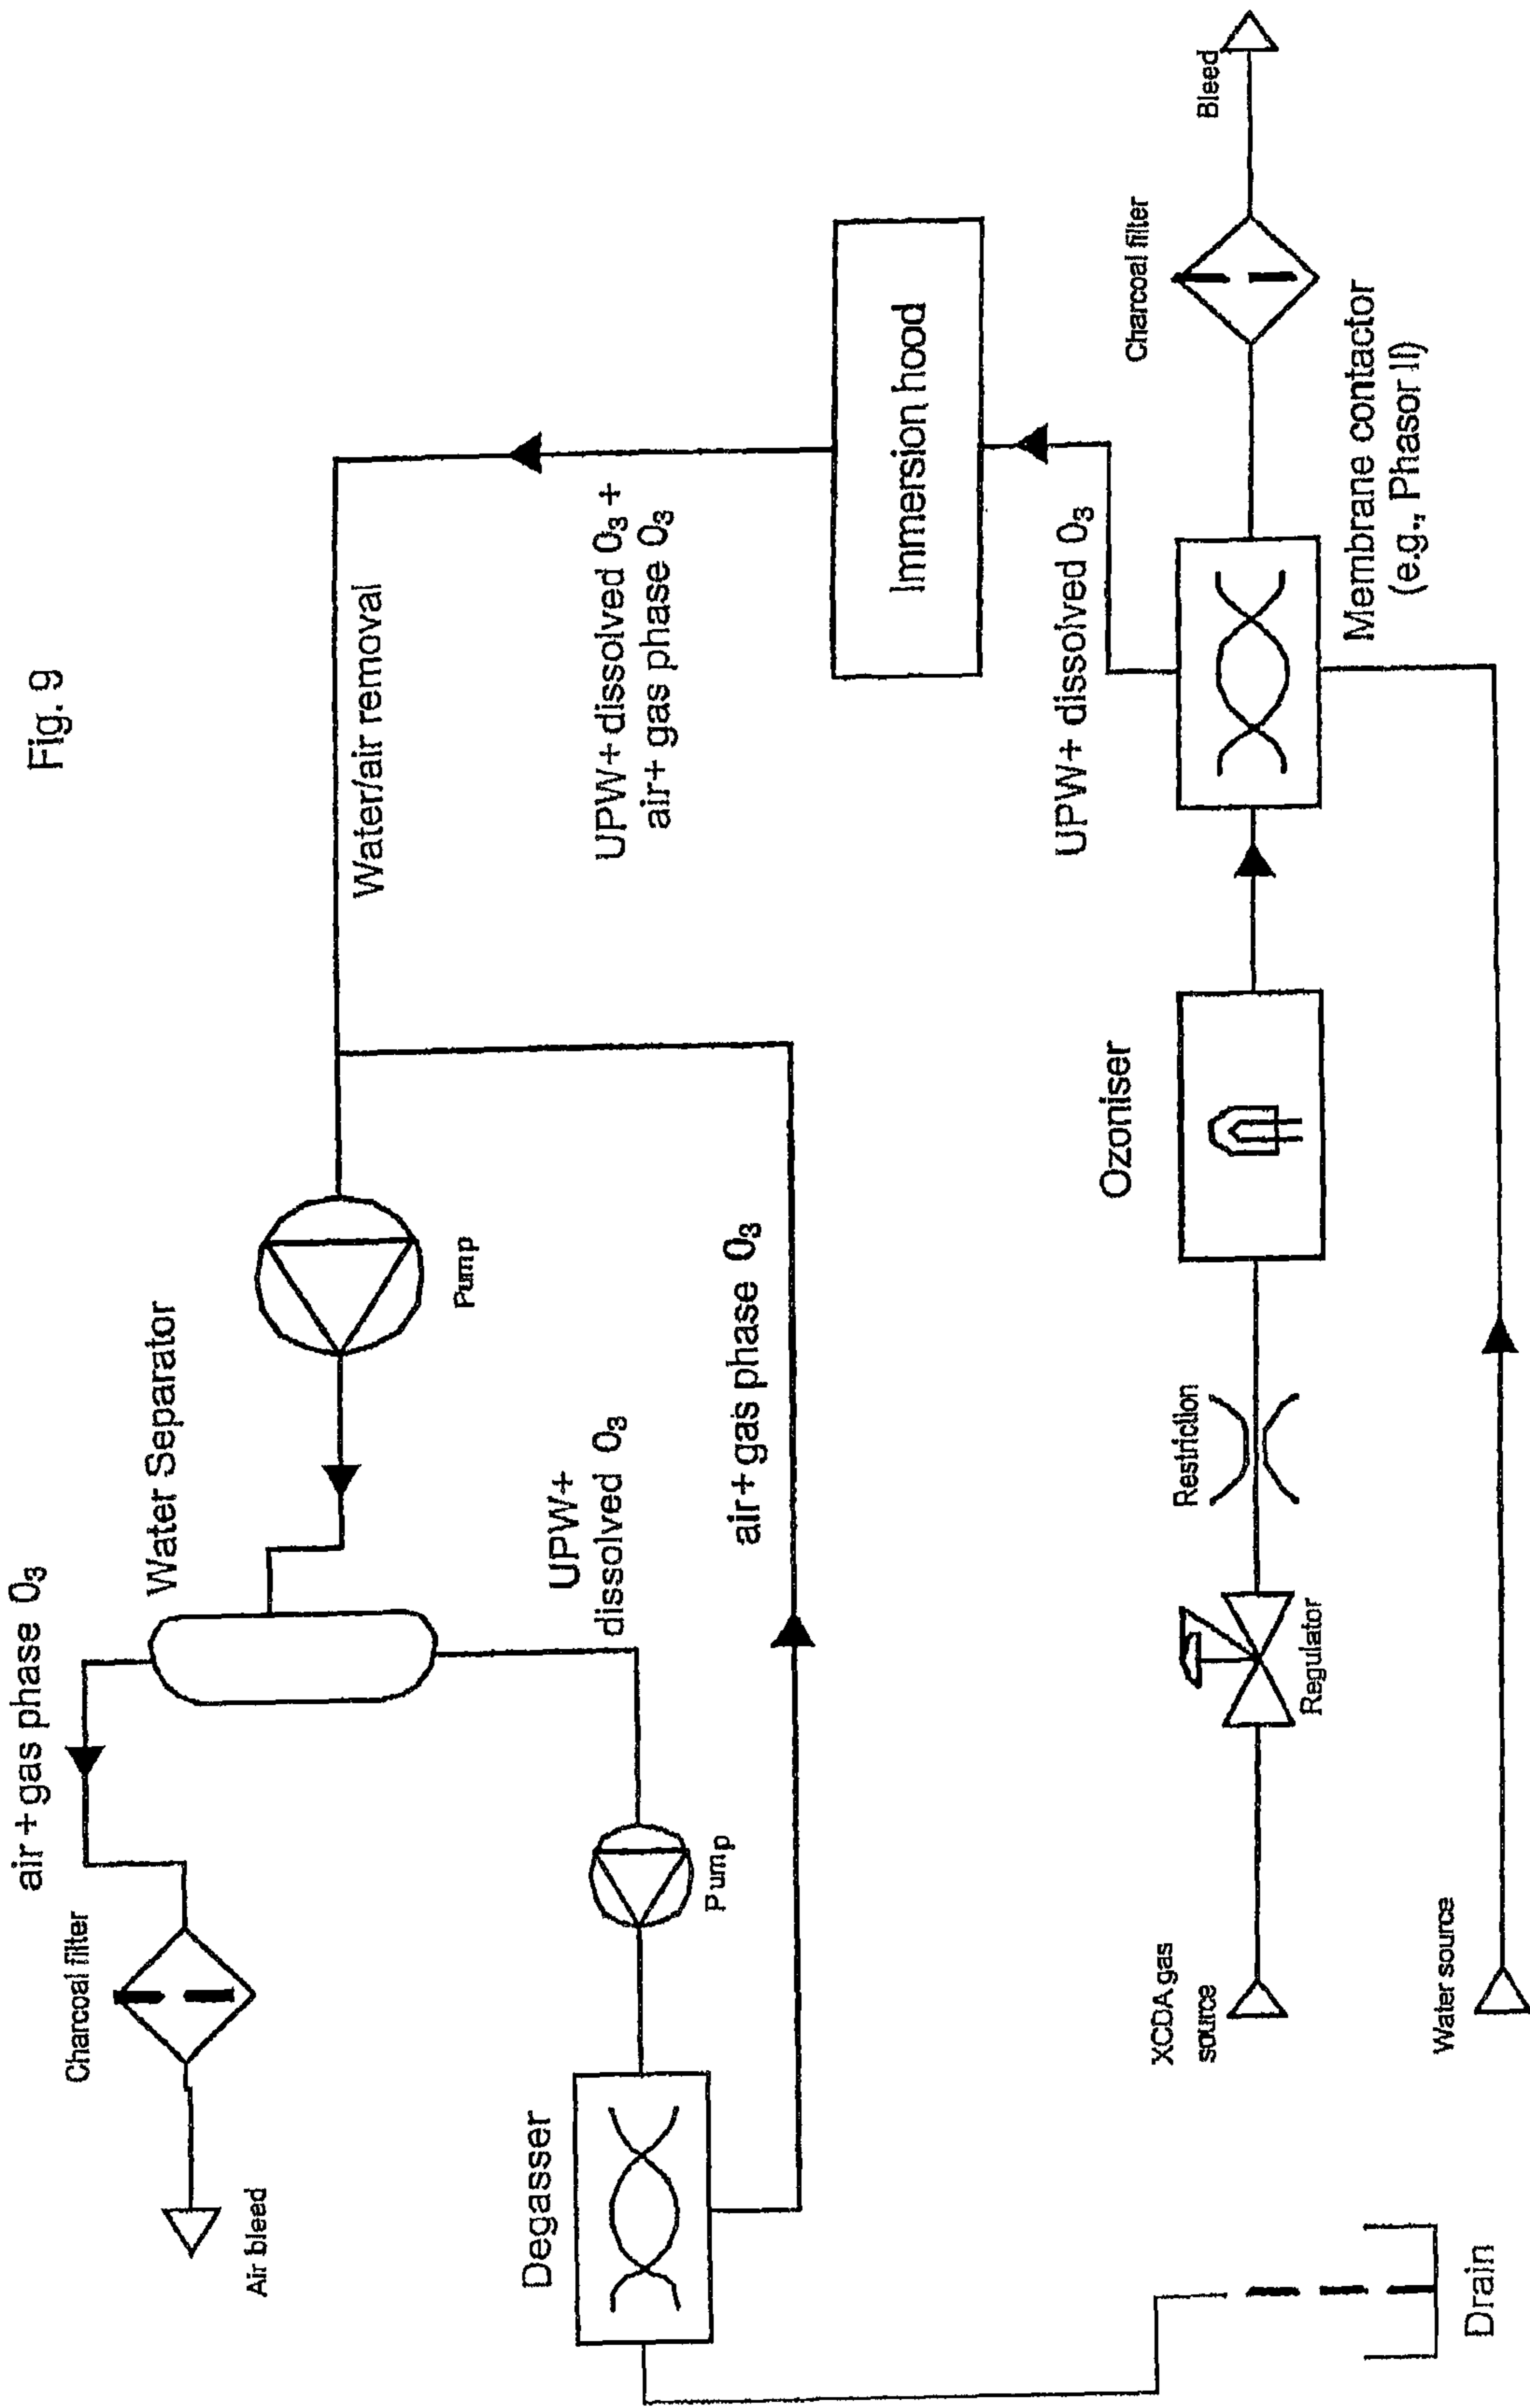 Fig. 9
air+gas phase O₃
Charcoal filter
Air bleed
Water Separator
Pump
Water/air removal
UPW+
dissolved O₃
Pump
Degasser
air+gas phase O₃
UPW+dissolved O₃+
air+gas phase O₃
Immersion hood
UPW+dissolved O₃
Charcoal filter
Bleed
Membrane contactor
(e.g., Phasor II)
Ozoniser
Restriction
Regulator
XCDA gas
source
Water source
Drain